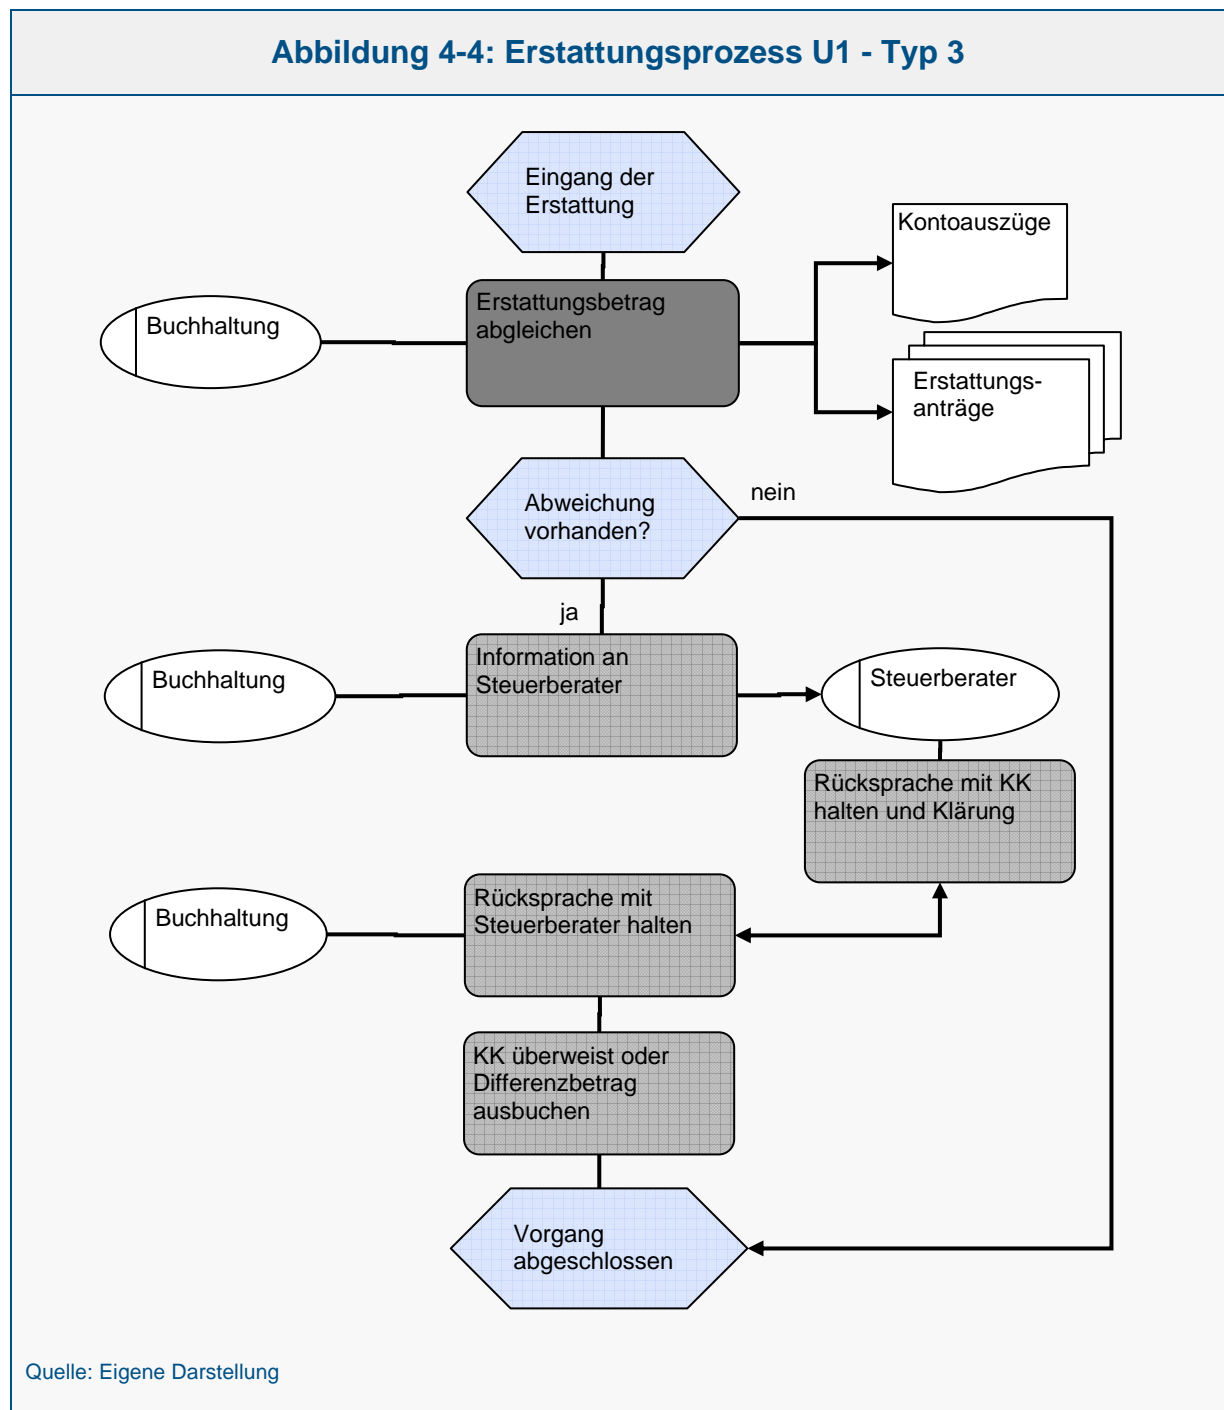 Abbildung 4-4: Erstattungsprozess U1 - Typ 3
Eingang der
Erstattung
Kontoauszüge
Buchhaltung
Erstattungsbetrag
abgleichen
Erstattungs-
anträge
Abweichung
vorhanden?
nein
ja
Buchhaltung
Information an
Steuerberater
Steuerberater
Rücksprache mit KK
halten und Klärung
Buchhaltung
Rücksprache mit
Steuerberater halten
KK überweist oder
Differenzbetrag
ausbuchen
Vorgang
abgeschlossen
Quelle: Eigene Darstellung